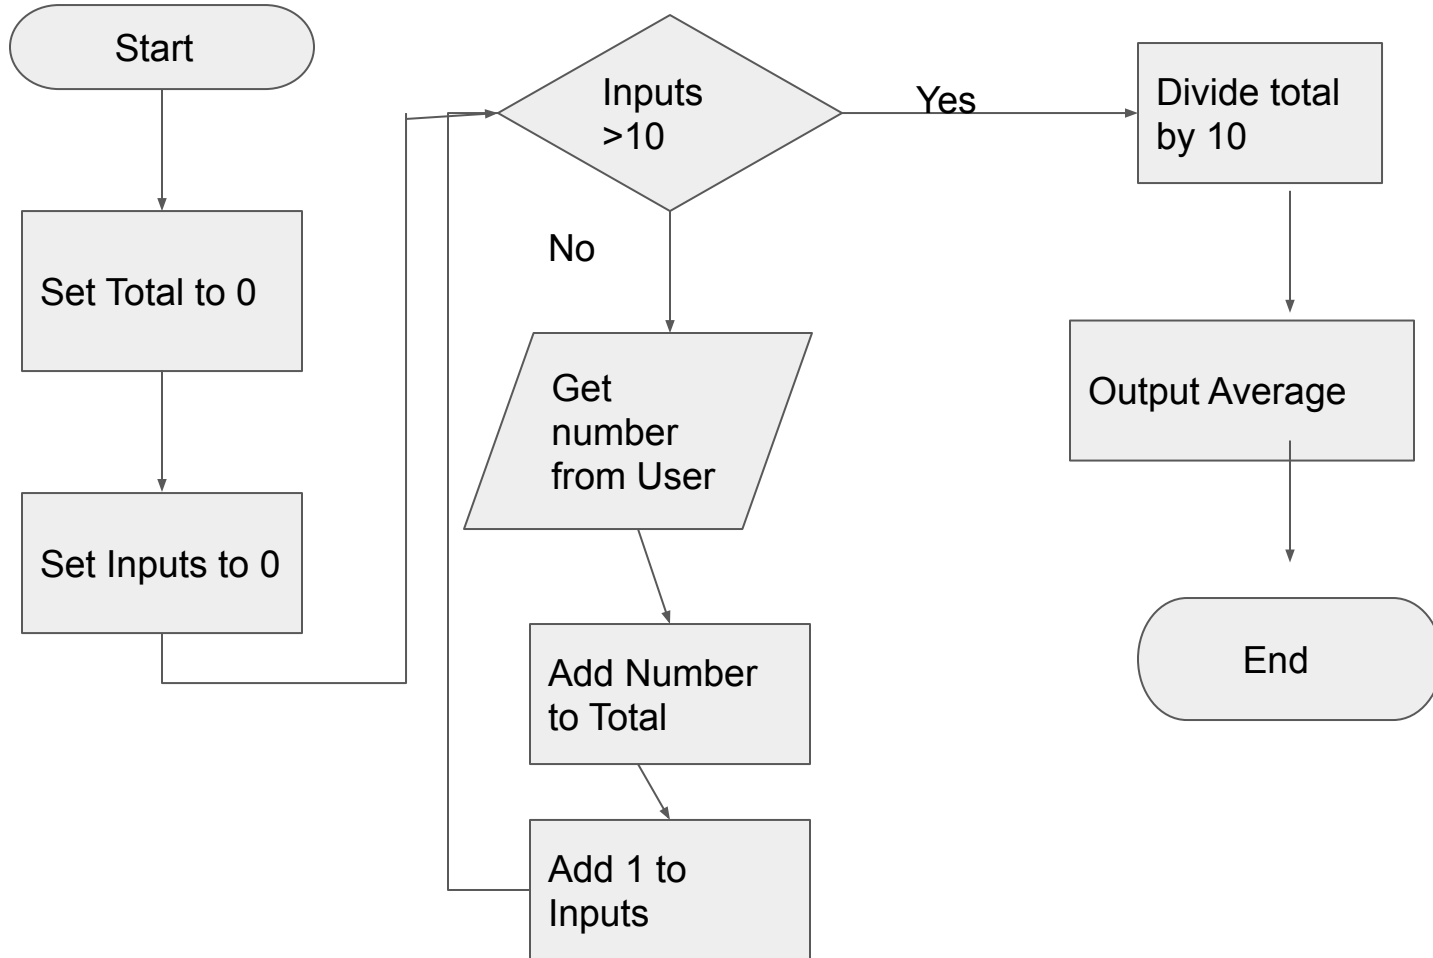 Start
Set Total to 0
Set Inputs to 0
Inputs
>10
Yes
No
Get
number
from User
Add Number
to Total
Add 1 to
Inputs
Divide total
by 10
Output Average
End